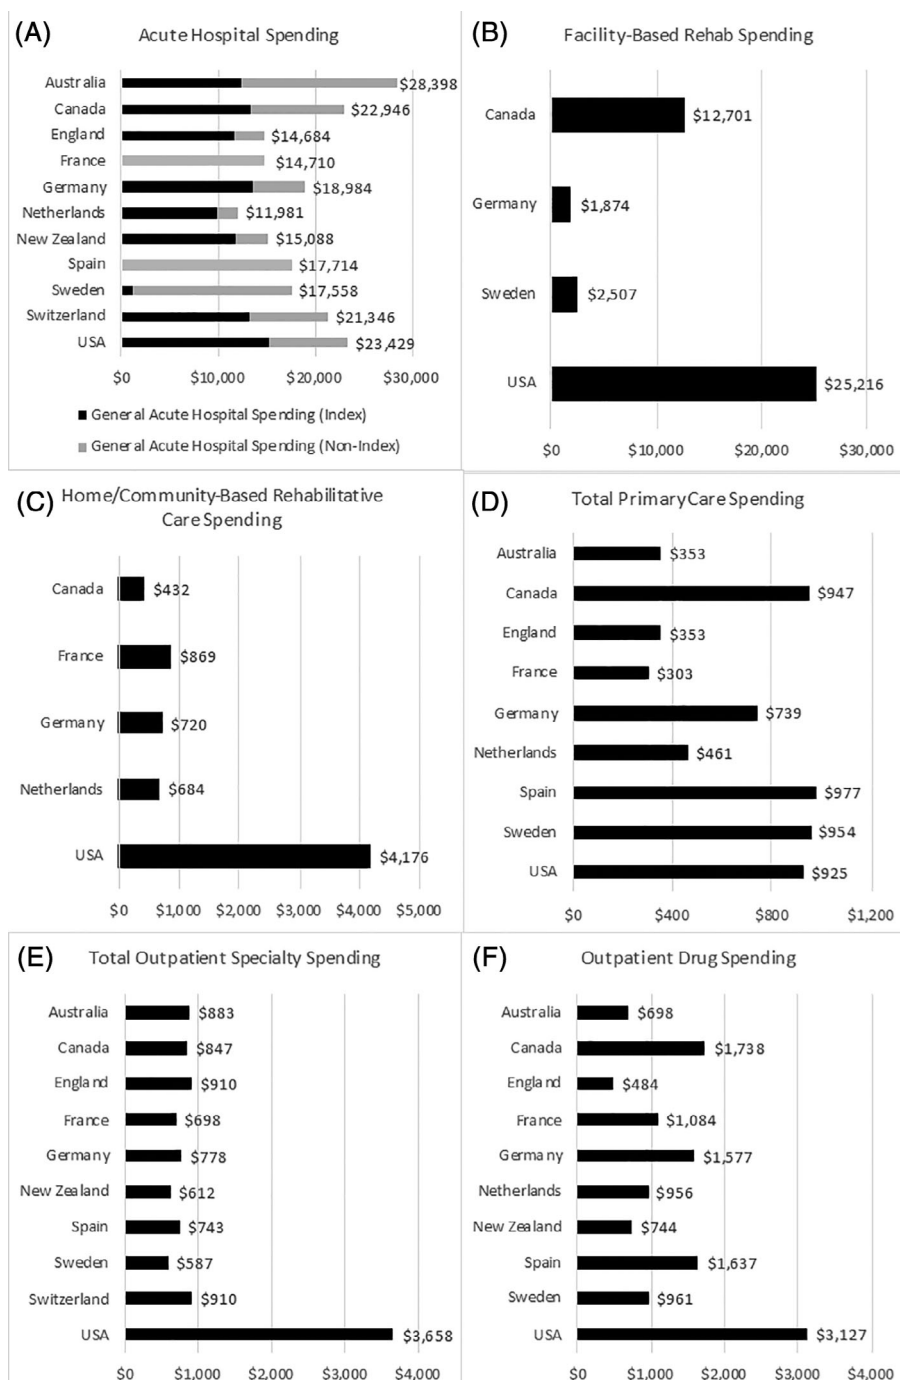 (A) Acute Hospital Spending
Australia $28,398
Canada $22,946
England $14,684
France $14,710
Germany $18,984
Netherlands $11,981
New Zealand $15,088
Spain $17,714
Sweden $17,558
Switzerland $21,346
USA $23,429
$0 $10,000 $20,000 $30,000
General Acute Hospital Spending (Index)
General Acute Hospital Spending (Non-Index)
(B) Facility-Based Rehab Spending
Canada $12,701
Germany $1,874
Sweden $2,507
USA $25,216
$0 $10,000 $20,000 $30,000
(C) Home/Community-Based Rehabilitative
Care Spending
Canada $432
France $869
Germany $720
Netherlands $684
USA $4,176
$0 $1,000 $2,000 $3,000 $4,000 $5,000
(D) Total Primary Care Spending
Australia $353
Canada $947
England $353
France $303
Germany $739
Netherlands $461
Spain $977
Sweden $954
USA $925
$0 $400 $800 $1,200
(E) Total Outpatient Specialty Spending
Australia $883
Canada $847
England $910
France $698
Germany $778
New Zealand $612
Spain $743
Sweden $587
Switzerland $910
USA $3,658
$0 $1,000 $2,000 $3,000 $4,000
(F) Outpatient Drug Spending
Australia $698
Canada $1,738
England $484
France $1,084
Germany $1,577
Netherlands $956
New Zealand $744
Spain $1,637
Sweden $961
USA $3,127
$0 $1,000 $2,000 $3,000 $4,000